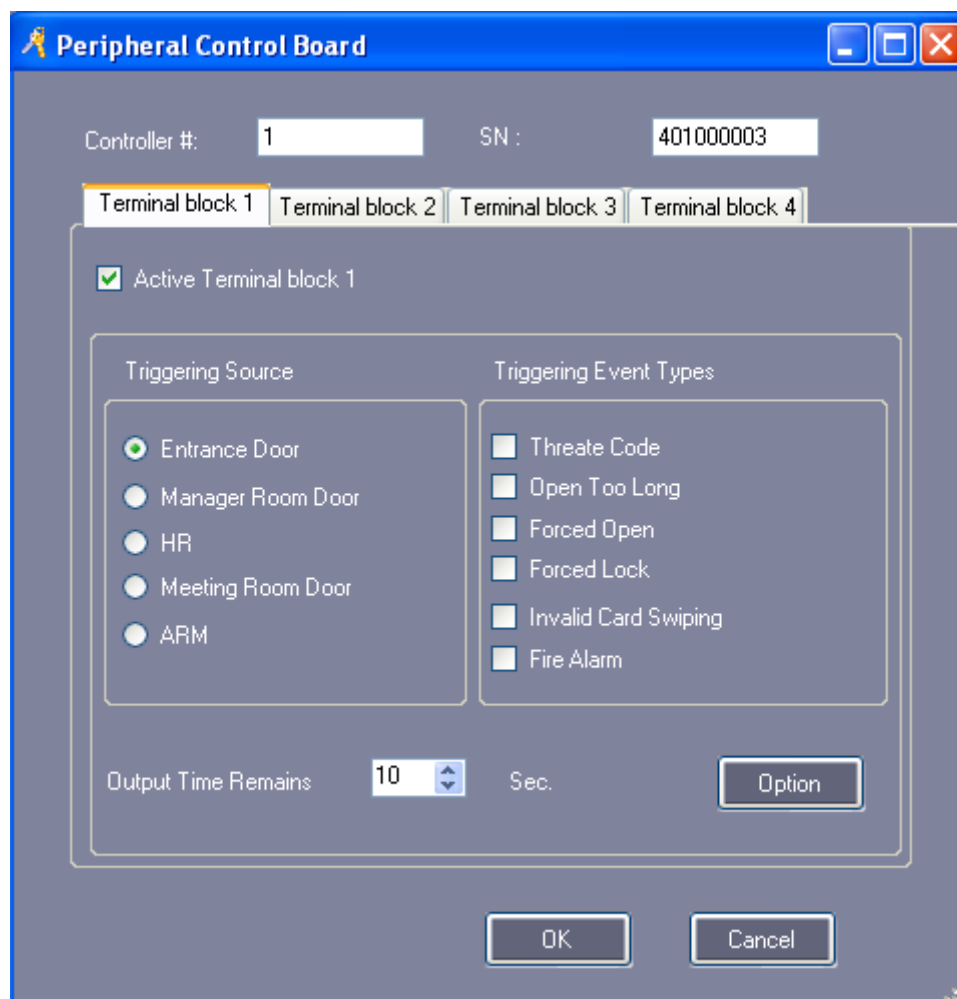 Peripheral Control Board
Controller #: 1 SN : 401000003
Terminal block 1 Terminal block 2 Terminal block 3 Terminal block 4
Active Terminal block 1
Triggering Source
Entrance Door
Manager Room Door
HR
Meeting Room Door
ARM
Triggering Event Types
Threate Code
Open Too Long
Forced Open
Forced Lock
Invalid Card Swiping
Fire Alarm
Output Time Remains 10 Sec. Option
OK Cancel